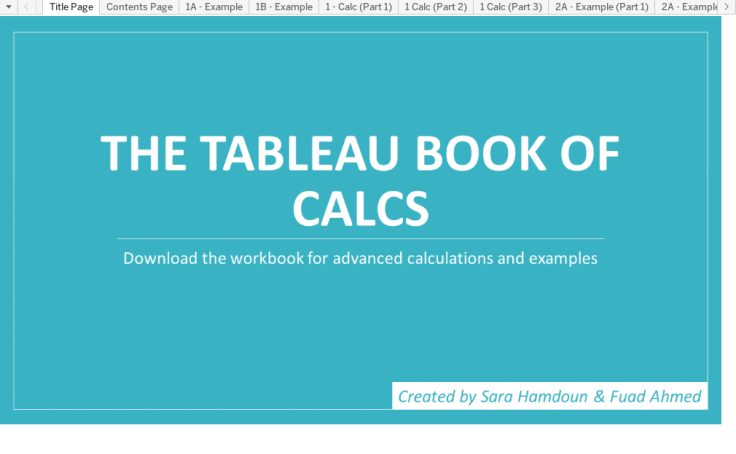 Title Page
Contents Page
1A - Example
1B - Example
1 - Calc (Part 1)
1 Calc (Part 2)
1 Calc (Part 3)
2A - Example (Part 1)
2A - Example
THE TABLEAU BOOK OF
CALCS
Download the workbook for advanced calculations and examples
Created by Sara Hamdoun & Fuad Ahmed